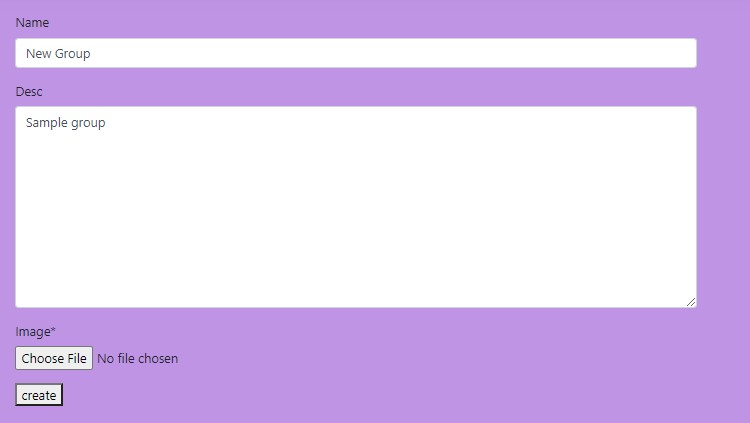 Name
New Group
Desc
Sample group
Image*
Choose File No file chosen
create